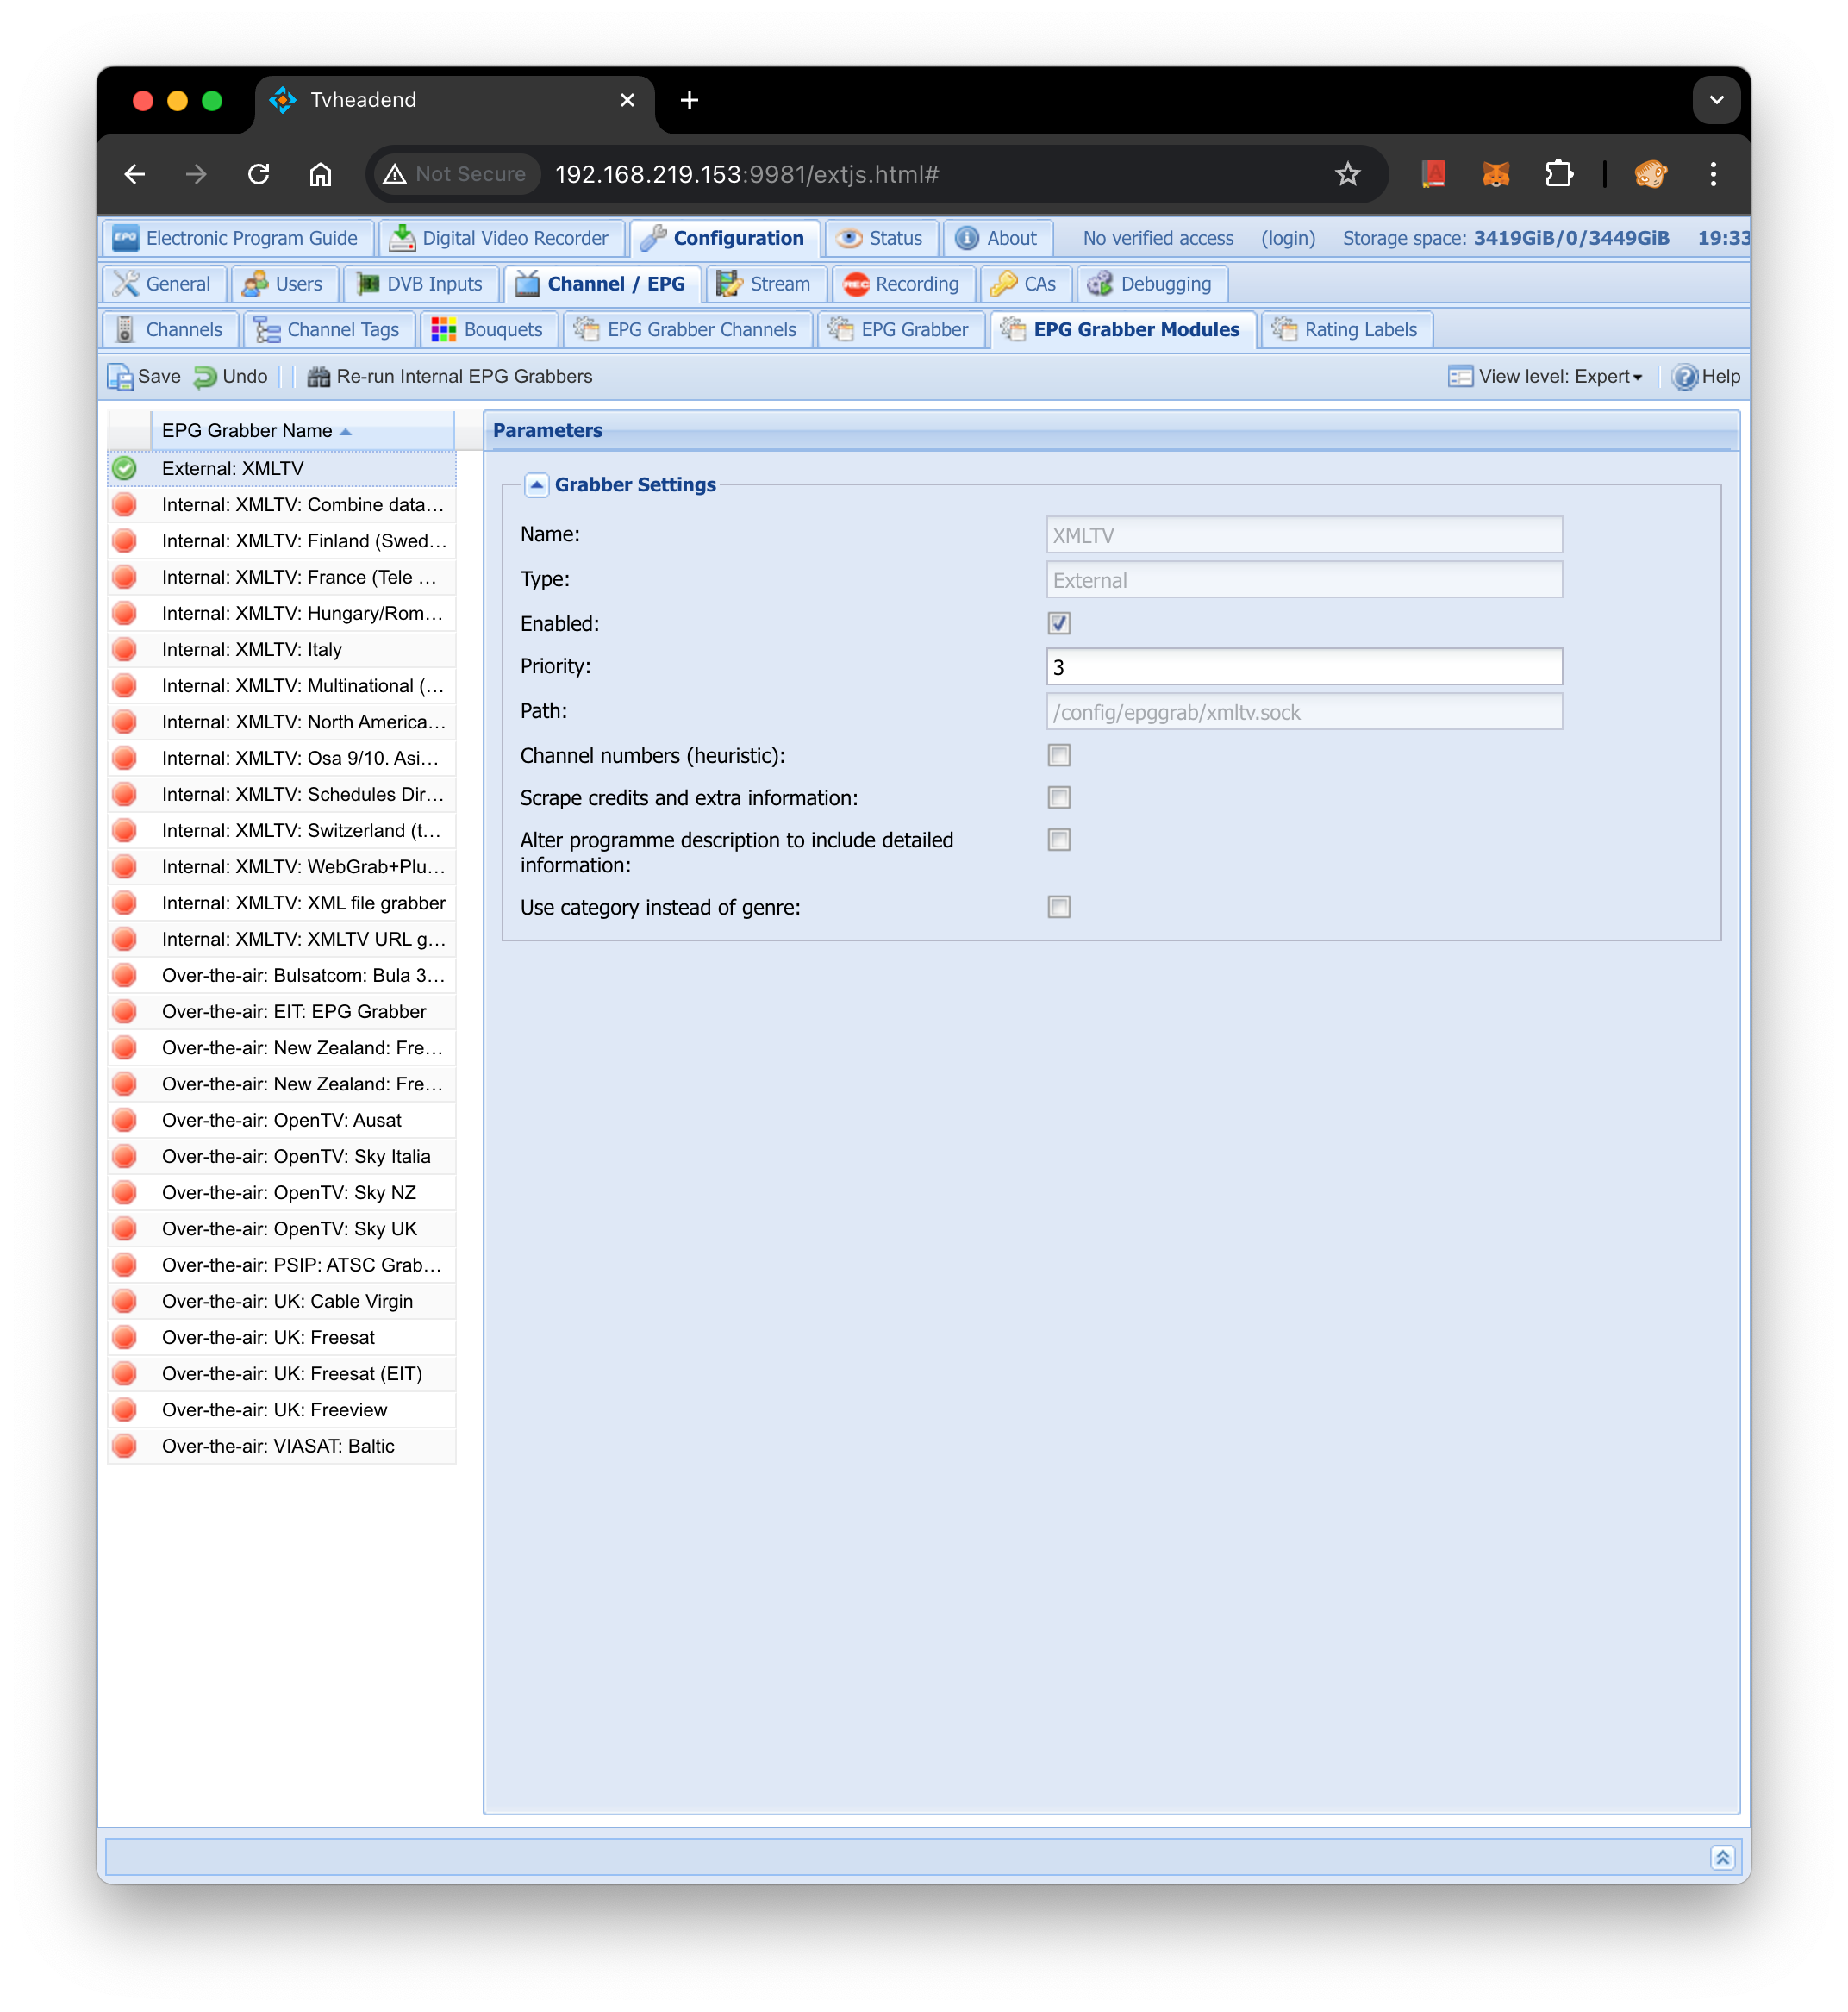 Tvheadend
Not Secure 192.168.219.153:9981/extjs.html#
EPG Electronic Program Guide Digital Video Recorder Configuration Status About No verified access (login) Storage space: 3419GiB/0/3449GiB 19:33
General Users DVB Inputs Channel / EPG Stream REC Recording CAs Debugging
Channels Channel Tags Bouquets EPG Grabber Channels EPG Grabber EPG Grabber Modules Rating Labels
Save Undo Re-run Internal EPG Grabbers View level: Expert Help
EPG Grabber Name
External: XMLTV
Internal: XMLTV: Combine data…
Internal: XMLTV: Finland (Swed…
Internal: XMLTV: France (Tele …
Internal: XMLTV: Hungary/Rom…
Internal: XMLTV: Italy
Internal: XMLTV: Multinational (…
Internal: XMLTV: North America…
Internal: XMLTV: Osa 9/10. Asi…
Internal: XMLTV: Schedules Dir…
Internal: XMLTV: Switzerland (t…
Internal: XMLTV: WebGrab+Plu…
Internal: XMLTV: XML file grabber
Internal: XMLTV: XMLTV URL g…
Over-the-air: Bulsatcom: Bula 3…
Over-the-air: EIT: EPG Grabber
Over-the-air: New Zealand: Fre…
Over-the-air: New Zealand: Fre…
Over-the-air: OpenTV: Ausat
Over-the-air: OpenTV: Sky Italia
Over-the-air: OpenTV: Sky NZ
Over-the-air: OpenTV: Sky UK
Over-the-air: PSIP: ATSC Grab…
Over-the-air: UK: Cable Virgin
Over-the-air: UK: Freesat
Over-the-air: UK: Freesat (EIT)
Over-the-air: UK: Freeview
Over-the-air: VIASAT: Baltic
Parameters
Grabber Settings
Name: XMLTV
Type: External
Enabled:
Priority: 3
Path: /config/epggrab/xmltv.sock
Channel numbers (heuristic):
Scrape credits and extra information:
Alter programme description to include detailed
information:
Use category instead of genre: